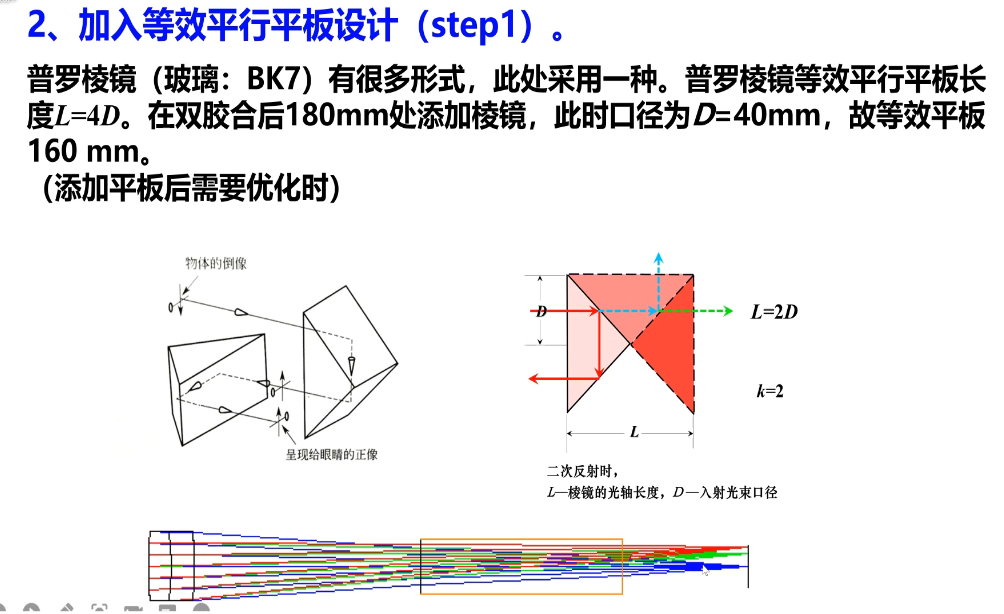 2、加入等效平行平板设计（step1）。
普罗棱镜（玻璃：BK7）有很多形式，此处采用一种。普罗棱镜等效平行平板长
度L=4D。在双胶合后180mm处添加棱镜，此时口径为D=40mm，故等效平板
160 mm。
（添加平板后需要优化时）
物体的倒像
呈现给眼睛的正像
D
L=2D
k=2
L
二次反射时，
L—棱镜的光轴长度，D—入射光束口径